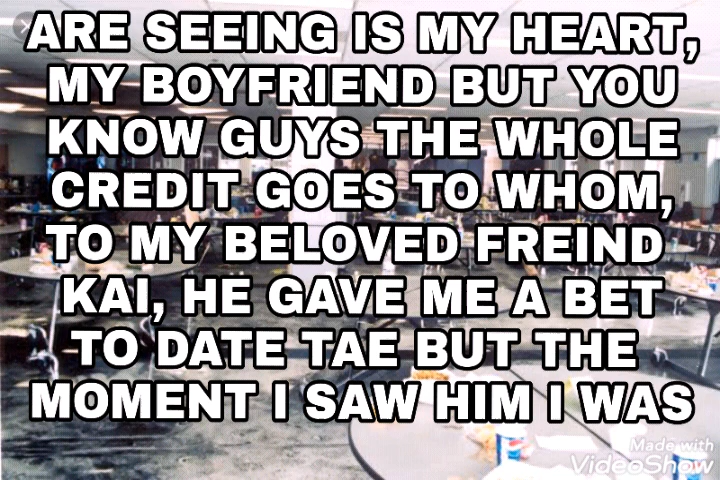 ARE SEEING IS MY HEART,
MY BOYFRIEND BUT YOU
KNOW GUYS THE WHOLE
CREDIT GOES TO WHOM,
TO MY BELOVED FREIND
KAI, HE GAVE ME A BET
TO DATE TAE BUT THE
MOMENT I SAW HIM I WAS
Made with
VideoShow